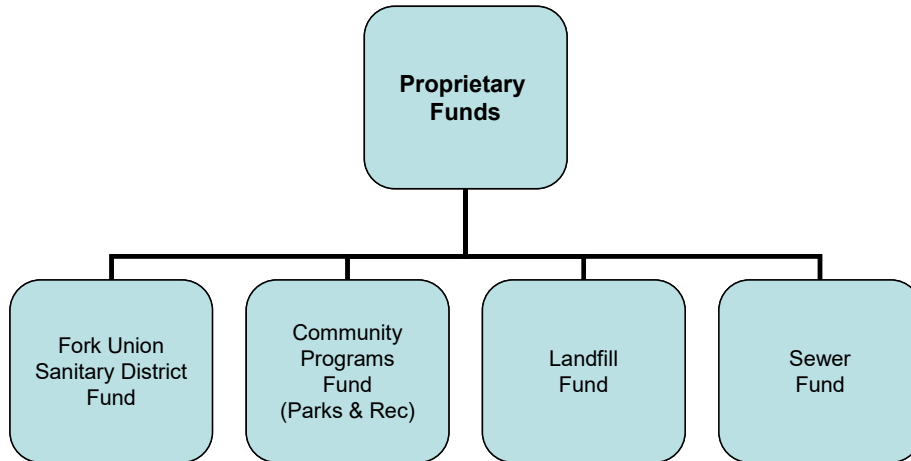 Proprietary
Funds
Fork Union
Sanitary District
Fund
Community
Programs
Fund
(Parks & Rec)
Landfill
Fund
Sewer
Fund